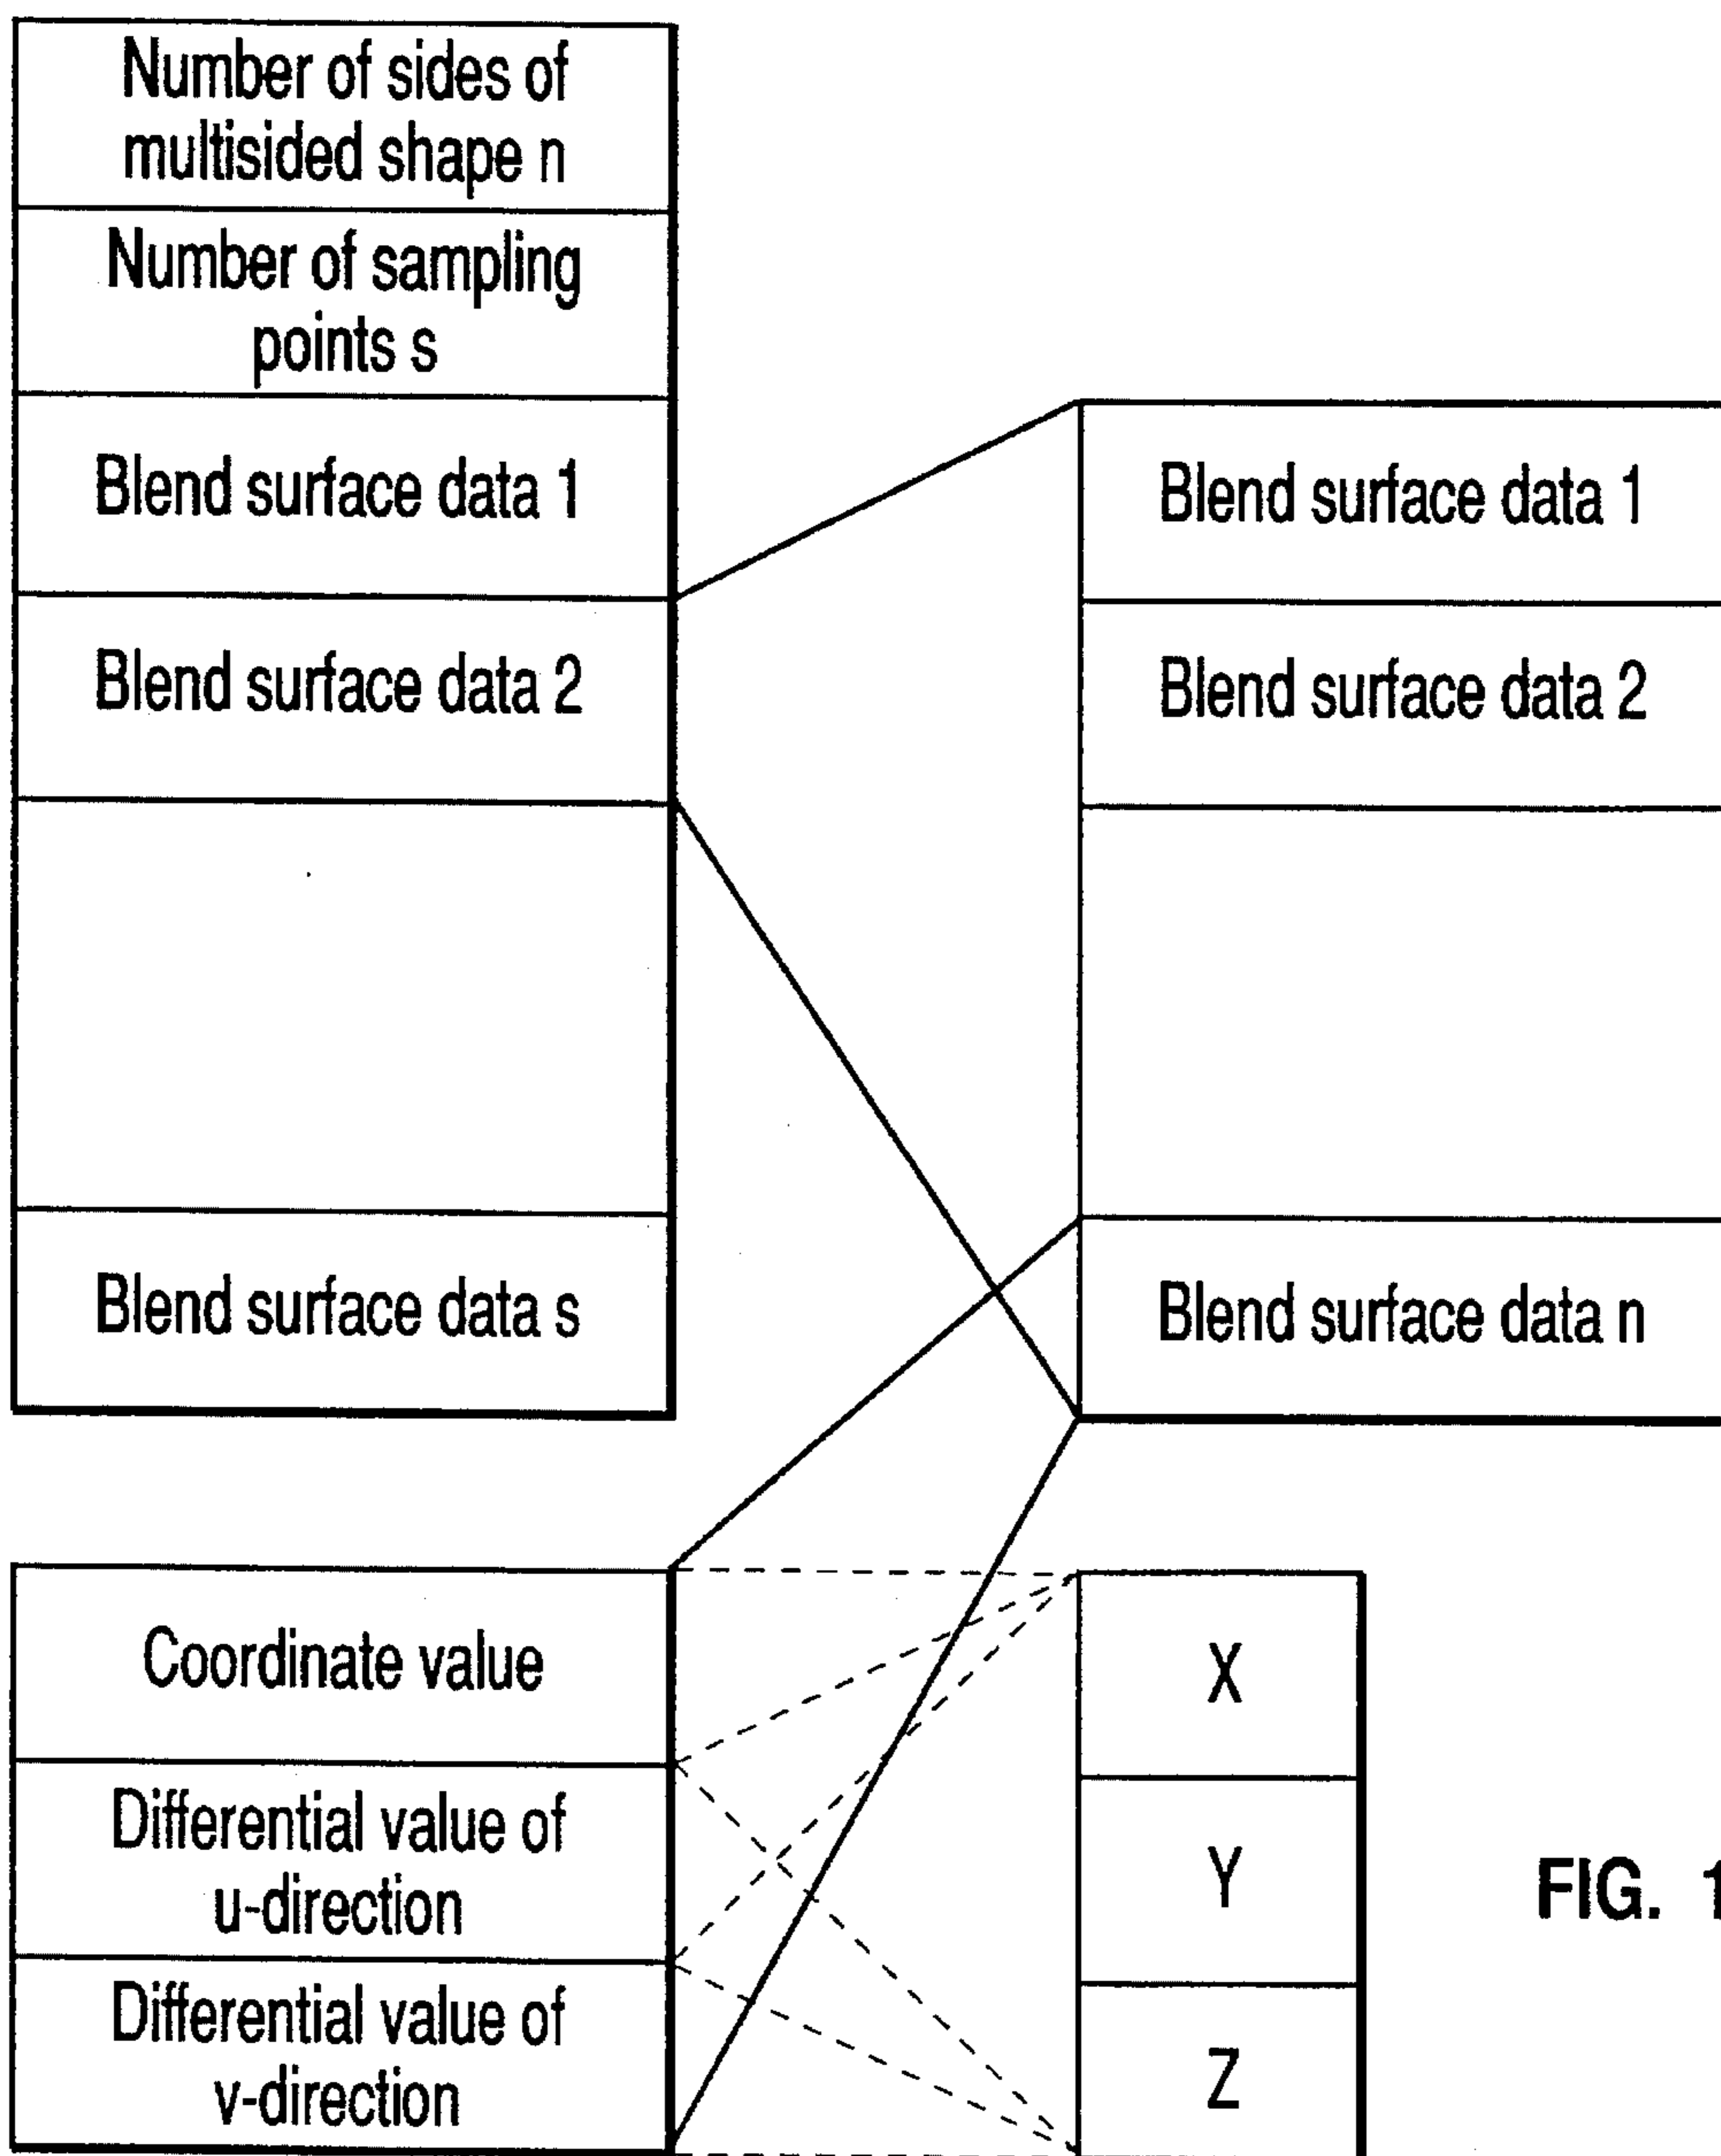 Number of sides of
multisided shape n
Number of sampling
points s
Blend surface data 1
Blend surface data 2
Blend surface data s
Blend surface data 1
Blend surface data 2
Blend surface data n
Coordinate value
Differential value of
u-direction
Differential value of
v-direction
X
Y
Z
FIG. 1